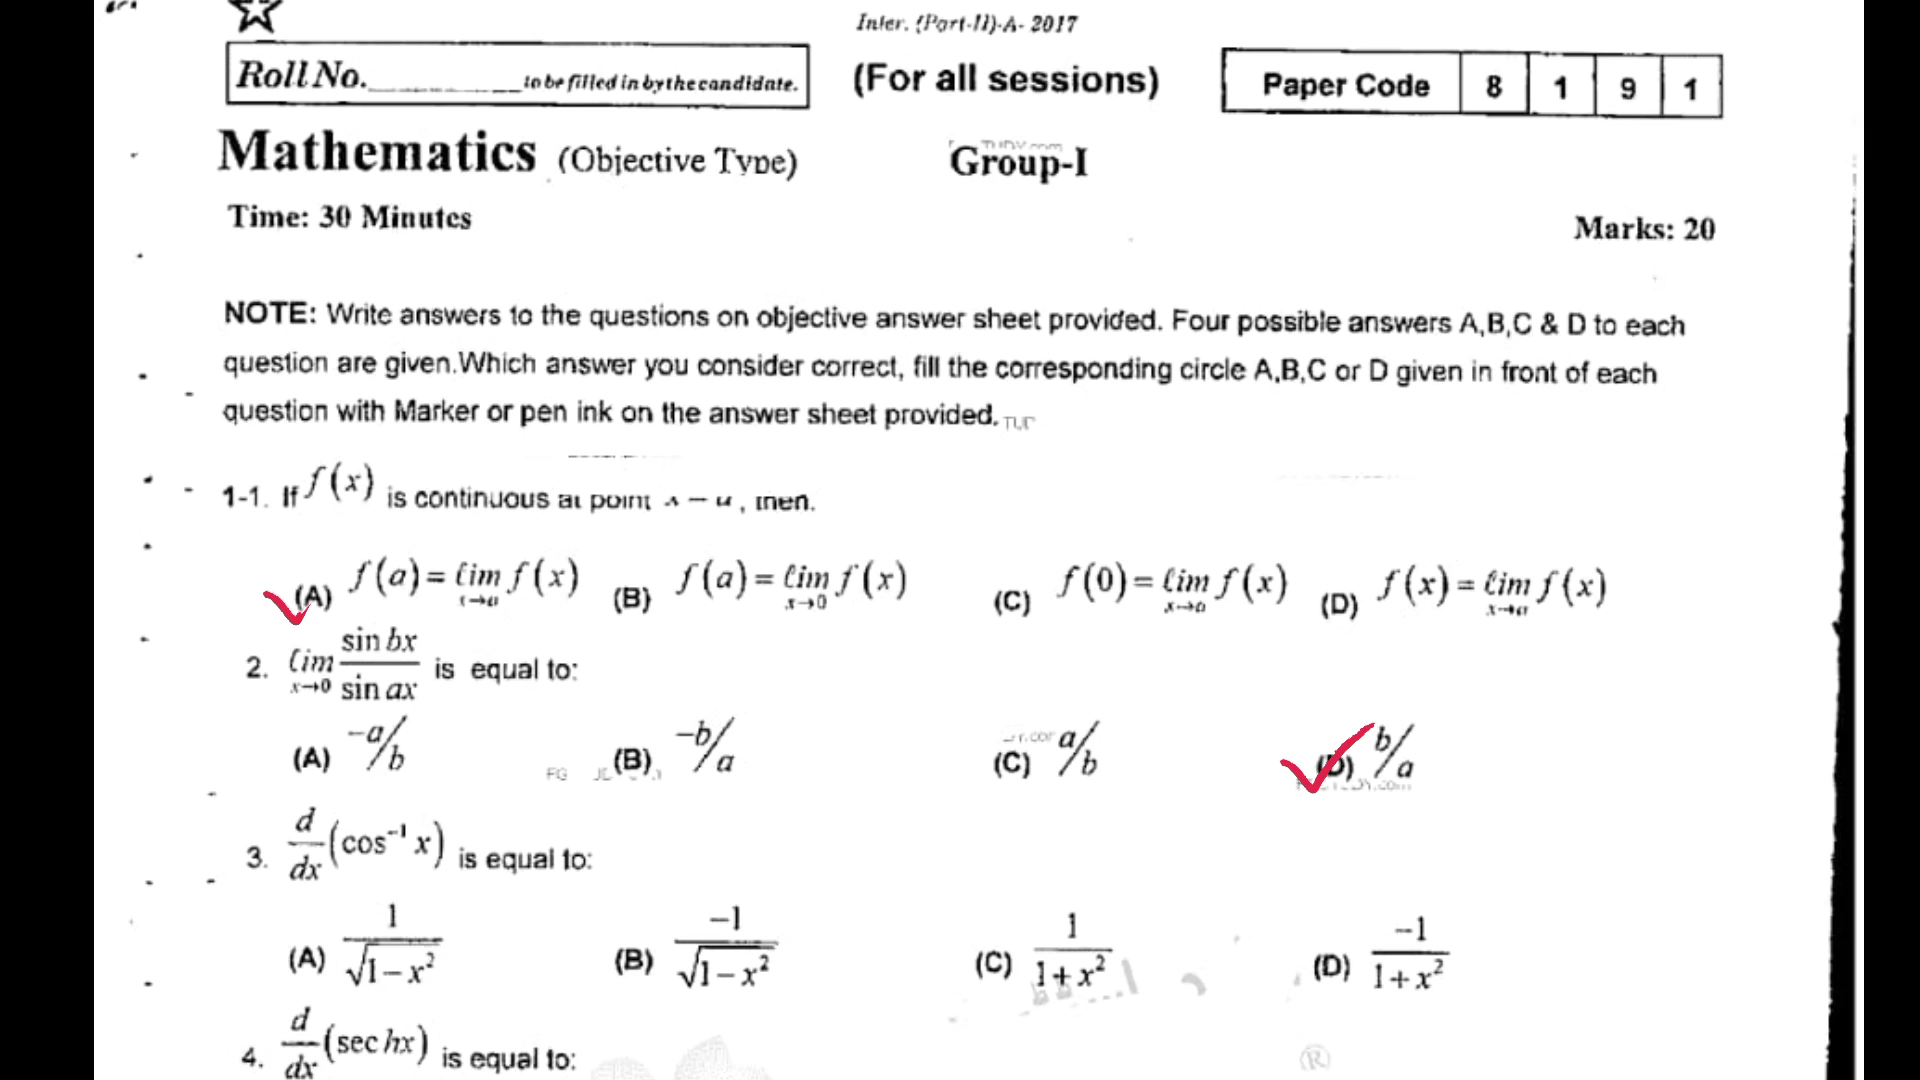 Inter. (Part-II)-A- 2017
Roll No. __________ to be filled in by the candidate.
(For all sessions)
Paper Code 8 1 9 1
Mathematics (Objective Type)
Group-I
Time: 30 Minutes
Marks: 20
NOTE: Write answers to the questions on objective answer sheet provided. Four possible answers A,B,C & D to each
question are given.Which answer you consider correct, fill the corresponding circle A,B,C or D given in front of each
question with Marker or pen ink on the answer sheet provided.
1-1. If f(x) is continuous at point x = a, then.
(A) f(a) = lim x→a f(x) (B) f(a) = lim x→0 f(x) (C) f(0) = lim x→a f(x) (D) f(x) = lim x→a f(x)
2. lim x→0 sin bx / sin ax is equal to:
(A) -a/b (B) -b/a (C) a/b (D) b/a
3. d/dx (cos⁻¹ x) is equal to:
(A) 1/√1-x² (B) -1/√1-x² (C) 1/1+x² (D) -1/1+x²
4. d/dx (sec hx) is equal to: